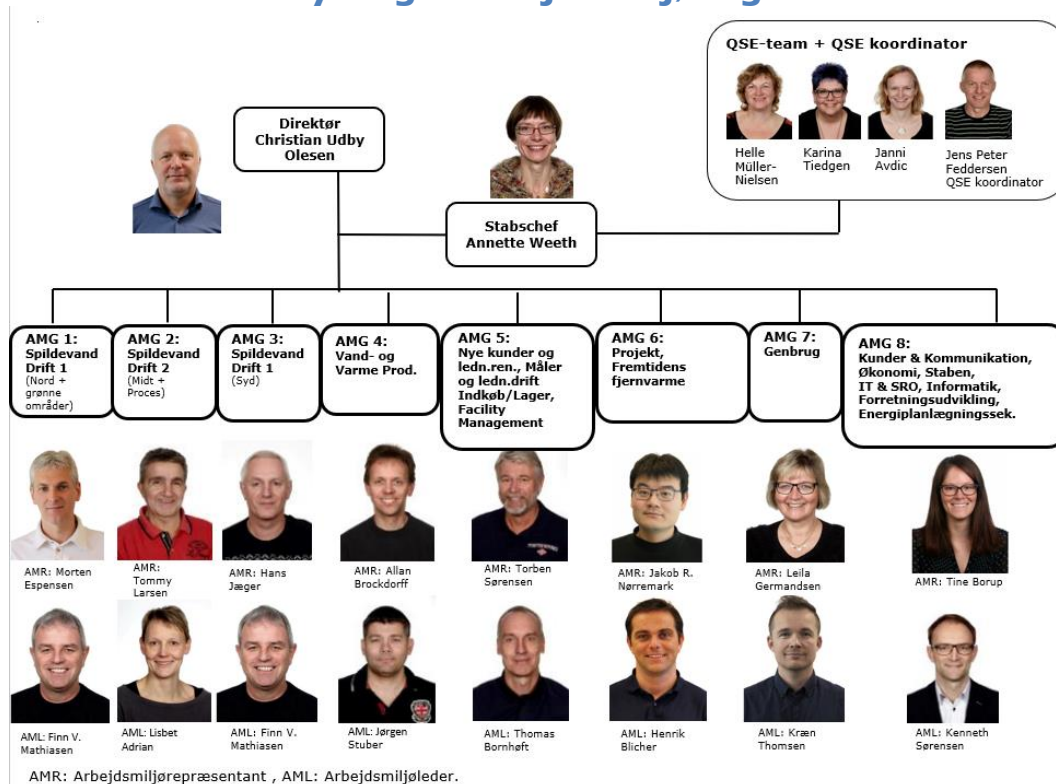 QSE-team + QSE koordinator
Helle
Müller-
Nielsen
Karina
Tiedgen
Janni
Avdic
Jens Peter
Feddersen
QSE koordinator
Direktør
Christian Udby
Olesen
Stabschef
Annette Weeth
AMG 1:
Spildevand
Drift 1
(Nord +
grønne
områder)
AMG 2:
Spildevand
Drift 2
(Midt +
Proces)
AMG 3:
Spildevand
Drift 1
(Syd)
AMG 4:
Vand- og
Varme Prod.
AMG 5:
Nye kunder og
ledn.ren., Måler
og ledn.drift
Indkøb/Lager,
Facility
Management
AMG 6:
Projekt,
Fremtidens
fjernvarme
AMG 7:
Genbrug
AMG 8:
Kunder & Kommunikation,
Økonomi, Staben,
IT & SRO, Informatik,
Forretningsudvikling,
Energiplanlægningssek.
AMR: Morten
Espensen
AMR:
Tommy
Larsen
AMR: Hans
Jæger
AMR: Allan
Brockdorff
AMR: Torben
Sørensen
AMR: Jakob R.
Nørremark
AMR: Leila
Germandsen
AMR: Tine Borup
AML: Finn V.
Mathiasen
AML: Lisbet
Adrian
AML: Finn V.
Mathiasen
AML: Jørgen
Stuber
AML: Thomas
Bornhøft
AML: Henrik
Blicher
AML: Kræn
Thomsen
AML: Kenneth
Sørensen
AMR: Arbejdsmiljørepræsentant , AML: Arbejdsmiljøleder.